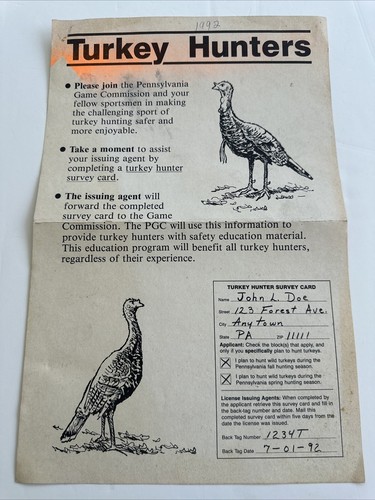 1992
Turkey Hunters
● Please join the Pennsylvania
Game Commission and your
fellow sportsmen in making
the challenging sport of
turkey hunting safer and
more enjoyable.
● Take a moment to assist
your issuing agent by
completing a turkey hunter
survey card.
● The issuing agent will
forward the completed
survey card to the Game
Commission. The PGC will use this information to
provide turkey hunters with safety education material.
This education program will benefit all turkey hunters,
regardless of their experience.
TURKEY HUNTER SURVEY CARD
Name John L. Doe
Street 123 Forest Ave.
City Anytown
State PA ZIP 11111
Applicant: Check the block(s) that apply, and
only if you specifically plan to hunt turkeys.
I plan to hunt wild turkeys during the
Pennsylvania fall hunting season.
I plan to hunt wild turkeys during the
Pennsylvania spring hunting season.
License Issuing Agents: When completed by
the applicant retrieve this survey card and fill in
the back-tag number and date. Mail this
completed survey card within five days from
the date the license was issued.
Back Tag Number 1234T
Back Tag Date 7-01-92